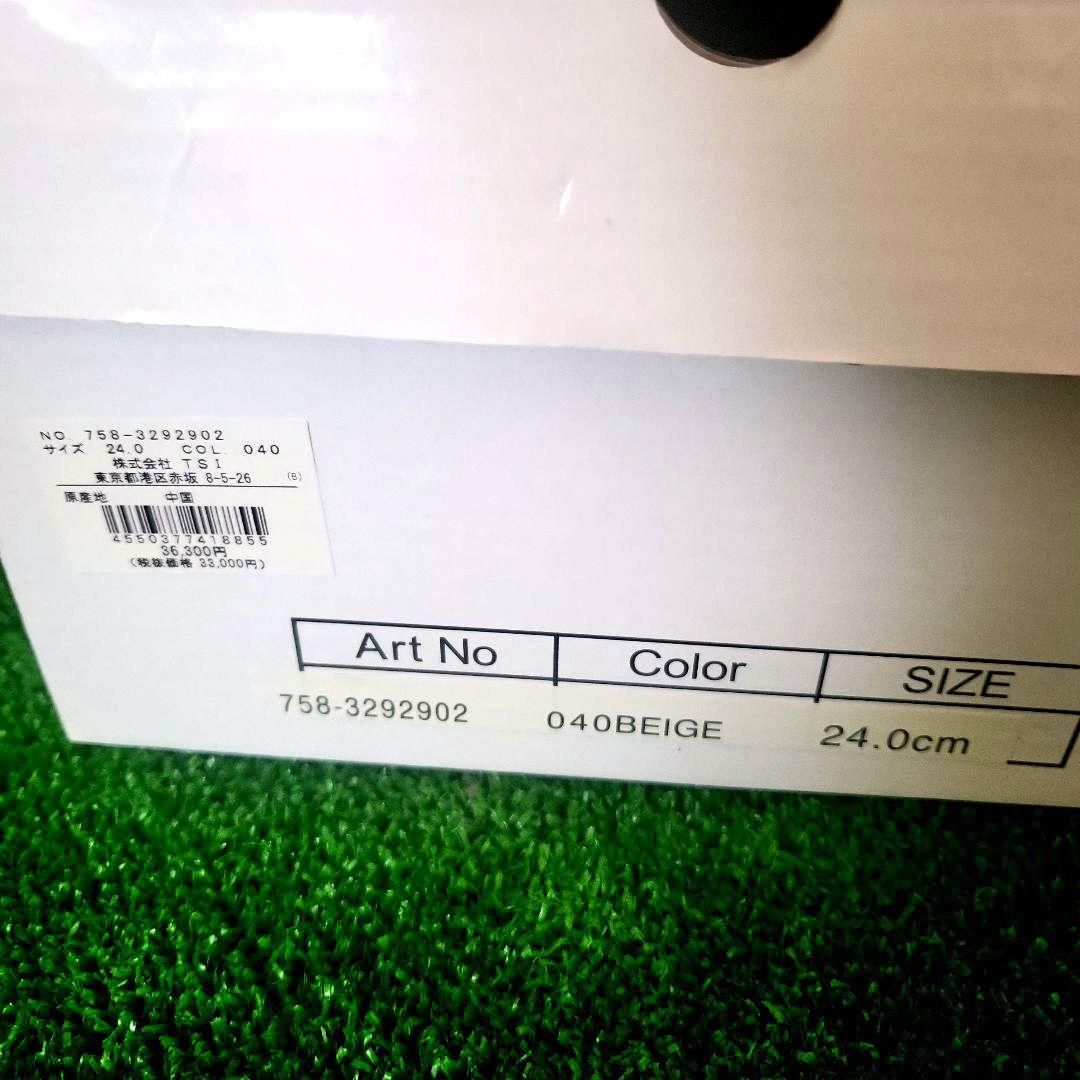 NO. 758-3292902
サイズ 24.0 COL. 040
株式会社 TSI
東京都港区赤坂 8-5-26 (B)
原産地 中国
4550377418855
36,300円
(税抜価格 33,000円)
Art No Color SIZE
758-3292902 040BEIGE 24.0cm